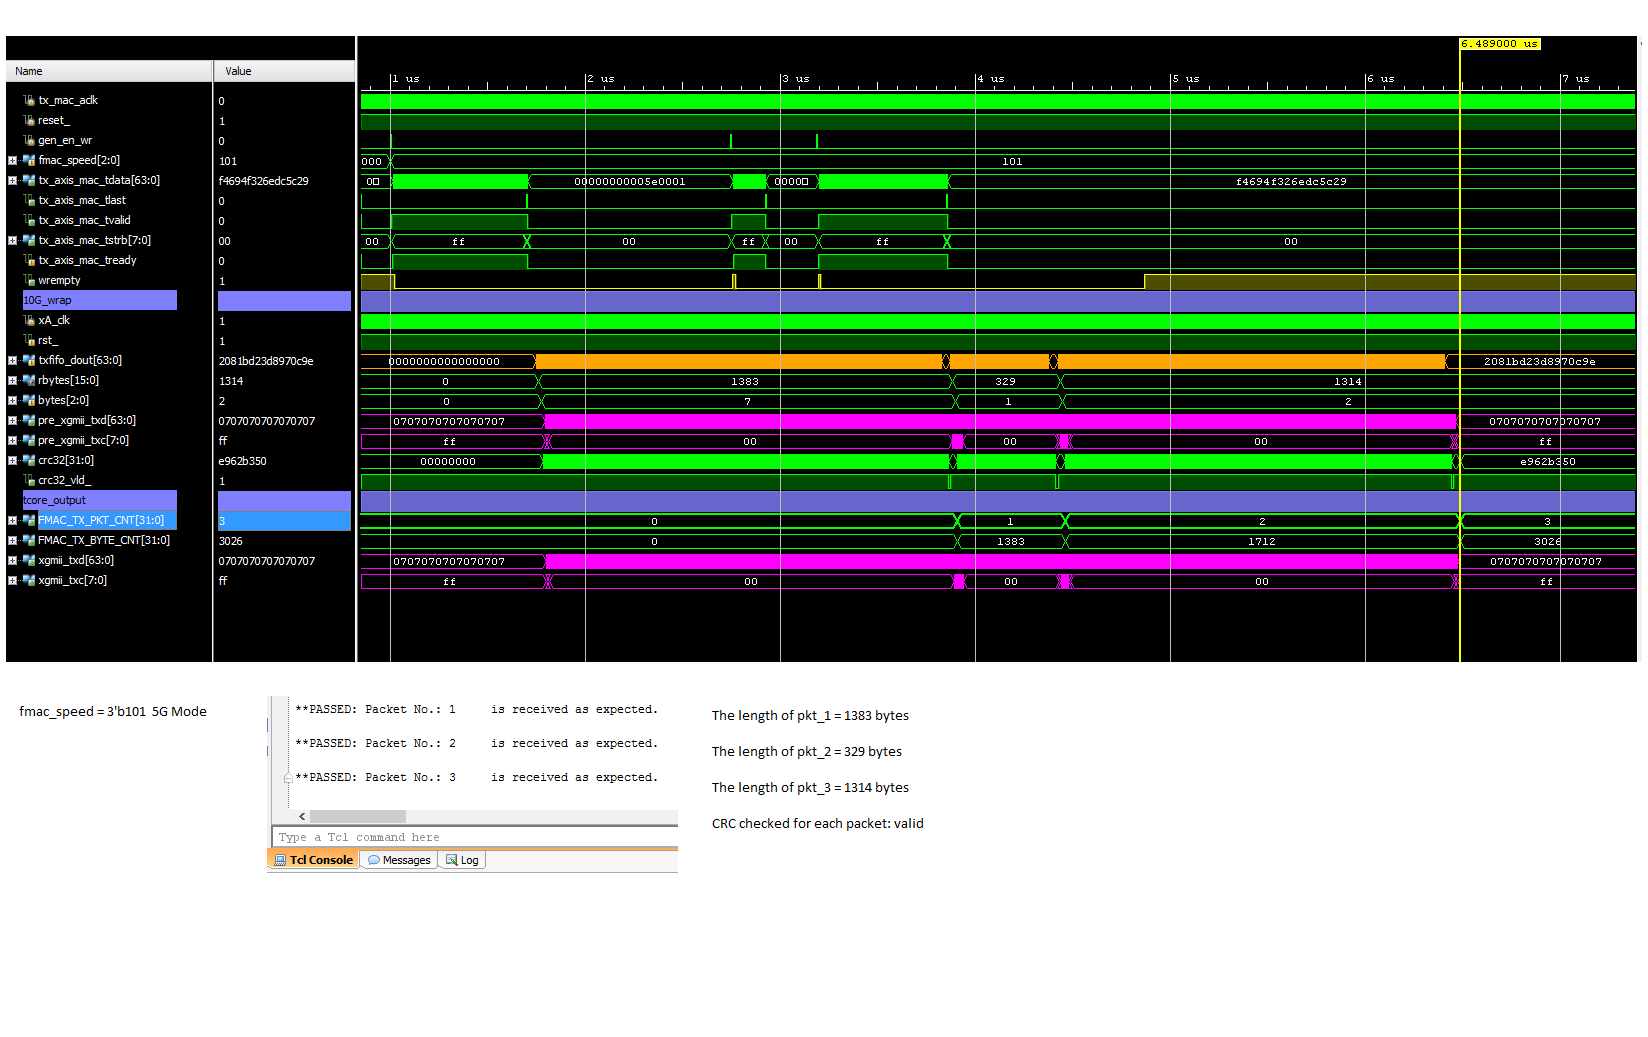 6.489000 us
Name Value
1 us 2 us 3 us 4 us 5 us 6 us 7 us
tx_mac_aclk 0
reset_ 1
gen_en_wr 0
fmac_speed[2:0] 101 000 101
tx_axis_mac_tdata[63:0] f4694f326edc5c29 0 00000000005e0001 0000 f4694f326edc5c29
tx_axis_mac_tlast 0
tx_axis_mac_tvalid 0
tx_axis_mac_tstrb[7:0] 00 00 ff 00 ff 00 ff 00
tx_axis_mac_tready 0
wrempty 1
10G_wrap
xA_clk 1
rst_ 1
txfifo_dout[63:0] 2081bd23d8970c9e 0000000000000000 2081bd23d8970c9e
rbytes[15:0] 1314 0 1383 329 1314
bytes[2:0] 2 0 7 1 2
pre_xgmii_txd[63:0] 0707070707070707 0707070707070707 0707070707070707
pre_xgmii_txc[7:0] ff ff 00 00 00 ff
crc32[31:0] e962b350 00000000 e962b350
crc32_vld_ 1
tcore_output
FMAC_TX_PKT_CNT[31:0] 3 0 1 2 3
FMAC_TX_BYTE_CNT[31:0] 3026 0 1383 1712 3026
xgmii_txd[63:0] 0707070707070707 0707070707070707 0707070707070707
xgmii_txc[7:0] ff ff 00 00 00 ff
fmac_speed = 3'b101 5G Mode
**PASSED: Packet No.: 1 is received as expected.
**PASSED: Packet No.: 2 is received as expected.
**PASSED: Packet No.: 3 is received as expected.
Type a Tcl command here
Tcl Console Messages Log
The length of pkt_1 = 1383 bytes
The length of pkt_2 = 329 bytes
The length of pkt_3 = 1314 bytes
CRC checked for each packet: valid